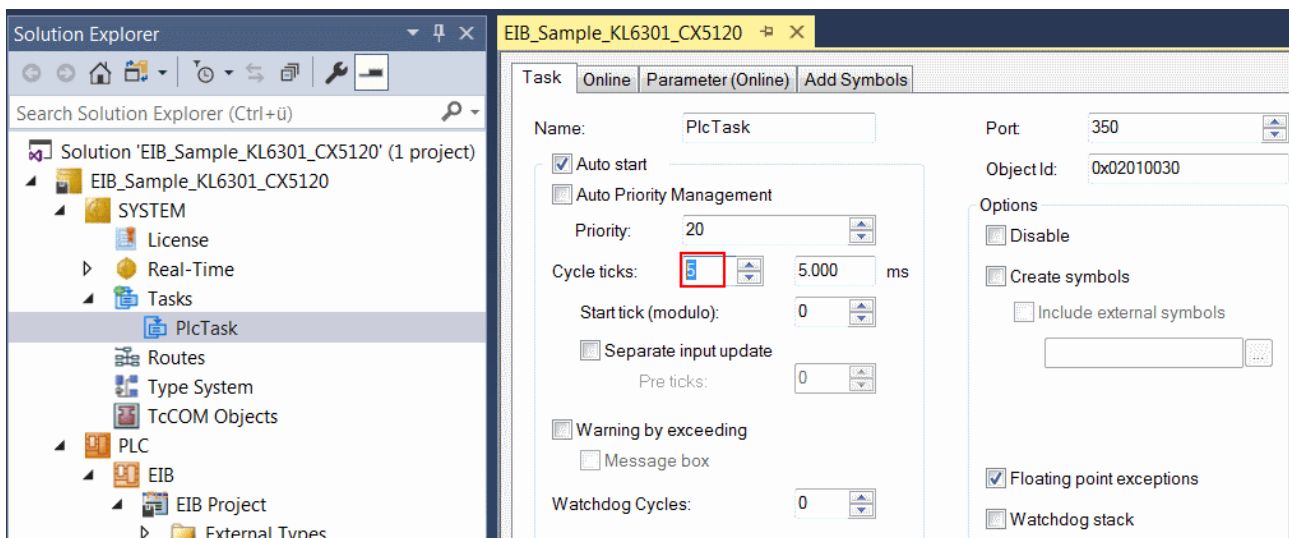 Solution Explorer
Search Solution Explorer (Ctrl+ü)
Solution 'EIB_Sample_KL6301_CX5120' (1 project)
EIB_Sample_KL6301_CX5120
SYSTEM
License
Real-Time
Tasks
PlcTask
Routes
Type System
TcCOM Objects
PLC
EIB
EIB Project
External Types
EIB_Sample_KL6301_CX5120
Task Online Parameter (Online) Add Symbols
Name: PlcTask
Auto start
Auto Priority Management
Priority: 20
Cycle ticks: 5 5.000 ms
Start tick (modulo): 0
Separate input update
Pre ticks: 0
Warning by exceeding
Message box
Watchdog Cycles: 0
Port: 350
Object Id: 0x02010030
Options
Disable
Create symbols
Include external symbols
...
Floating point exceptions
Watchdog stack